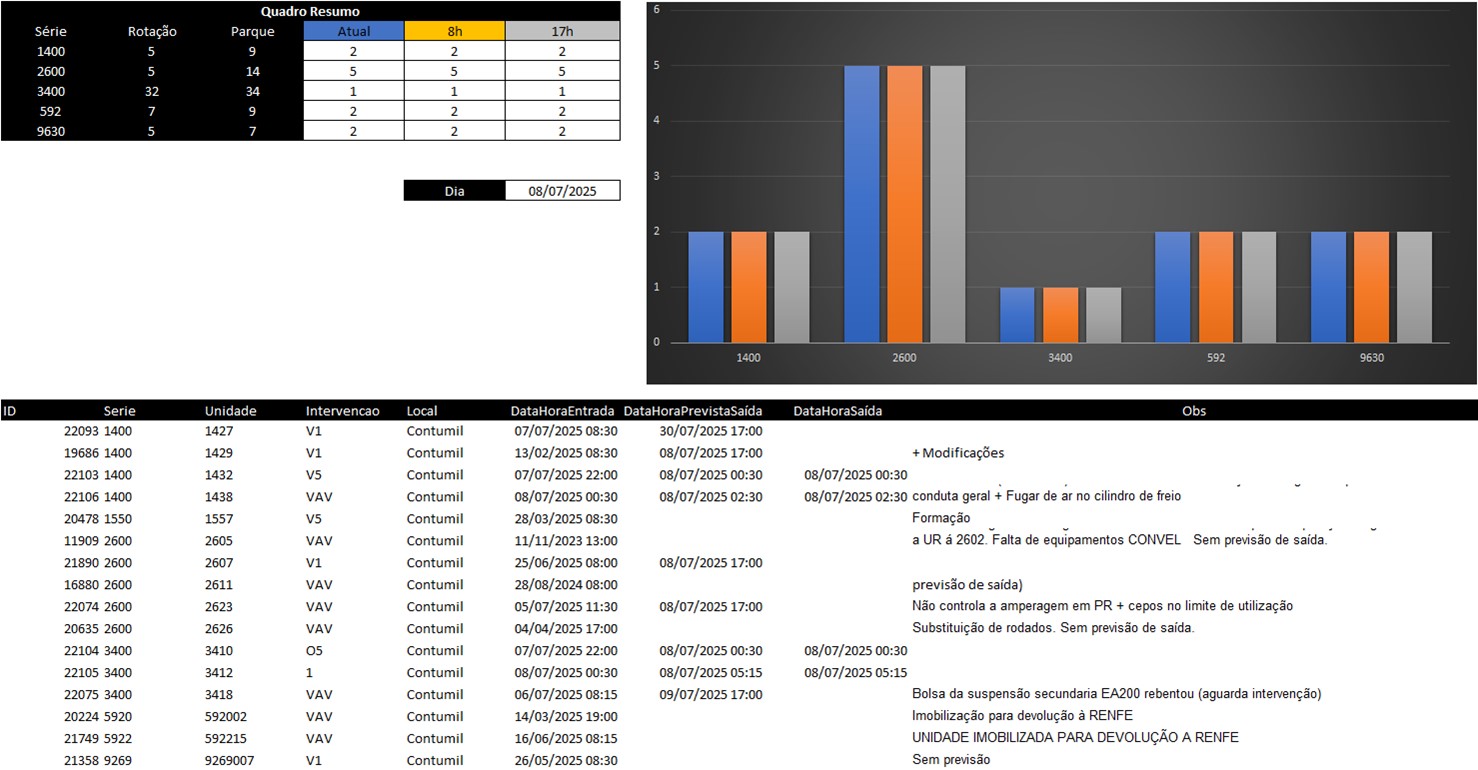 Quadro Resumo
Série Rotação Parque Atual 8h 17h
1400 5 9 2 2 2
2600 5 14 5 5 5
3400 32 34 1 1 1
592 7 9 2 2 2
9630 5 7 2 2 2
Dia 08/07/2025
6
5
4
3
2
1
0
1400 2600 3400 592 9630
ID Serie Unidade Intervencao Local DataHoraEntrada DataHoraPrevistaSaída DataHoraSaída Obs
22093 1400 1427 V1 Contumil 07/07/2025 08:30 30/07/2025 17:00
19686 1400 1429 V1 Contumil 13/02/2025 08:30 08/07/2025 17:00 + Modificações
22103 1400 1432 V5 Contumil 07/07/2025 22:00 08/07/2025 00:30 08/07/2025 00:30
22106 1400 1438 VAV Contumil 08/07/2025 00:30 08/07/2025 02:30 08/07/2025 02:30 conduta geral + Fugar de ar no cilindro de freio
20478 1550 1557 V5 Contumil 28/03/2025 08:30 Formação
11909 2600 2605 VAV Contumil 11/11/2023 13:00 a UR á 2602. Falta de equipamentos CONVEL Sem previsão de saída.
21890 2600 2607 V1 Contumil 25/06/2025 08:00 08/07/2025 17:00
16880 2600 2611 VAV Contumil 28/08/2024 08:00 previsão de saída)
22074 2600 2623 VAV Contumil 05/07/2025 11:30 08/07/2025 17:00 Não controla a amperagem em PR + cepos no limite de utilização
20635 2600 2626 VAV Contumil 04/04/2025 17:00 Substituição de rodados. Sem previsão de saída.
22104 3400 3410 O5 Contumil 07/07/2025 22:00 08/07/2025 00:30 08/07/2025 00:30
22105 3400 3412 1 Contumil 08/07/2025 00:30 08/07/2025 05:15 08/07/2025 05:15
22075 3400 3418 VAV Contumil 06/07/2025 08:15 09/07/2025 17:00 Bolsa da suspensão secundaria EA200 rebentou (aguarda intervenção)
20224 5920 592002 VAV Contumil 14/03/2025 19:00 Imobilização para devolução à RENFE
21749 5922 592215 VAV Contumil 16/06/2025 08:15 UNIDADE IMOBILIZADA PARA DEVOLUÇÃO A RENFE
21358 9269 9269007 V1 Contumil 26/05/2025 08:30 Sem previsão